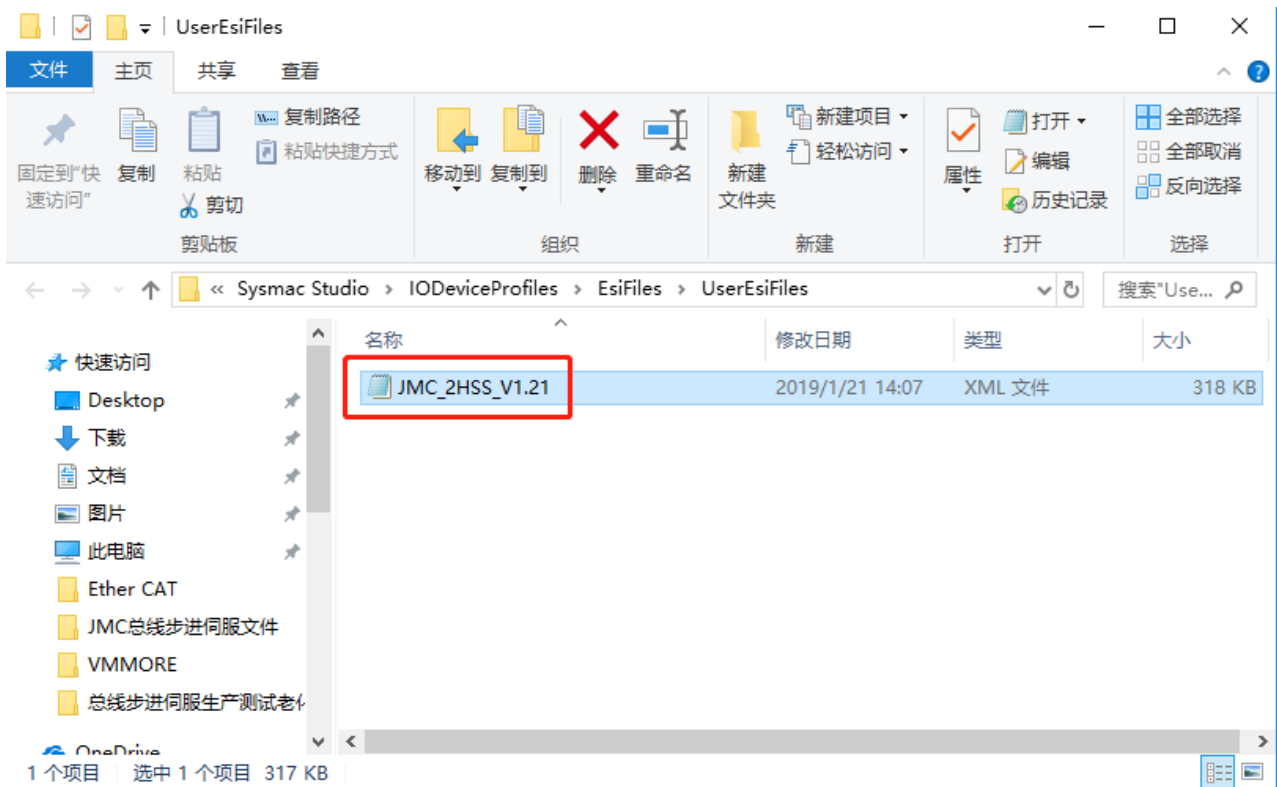 UserEsiFiles
文件 主页 共享 查看
固定到"快速访问" 复制 粘贴 复制路径 粘贴快捷方式 剪切
移动到 复制到 删除 重命名 新建文件夹 新建项目 轻松访问
属性 打开 编辑 历史记录 全部选择 全部取消 反向选择
剪贴板 组织 新建 打开 选择
« Sysmac Studio > IODeviceProfiles > EsiFiles > UserEsiFiles 搜索"Use...
名称 修改日期 类型 大小
JMC_2HSS_V1.21 2019/1/21 14:07 XML 文件 318 KB
快速访问
Desktop
下载
文档
图片
此电脑
Ether CAT
JMC总线步进伺服文件
VMMORE
总线步进伺服生产测试老化
OneDrive
1 个项目 选中 1 个项目 317 KB